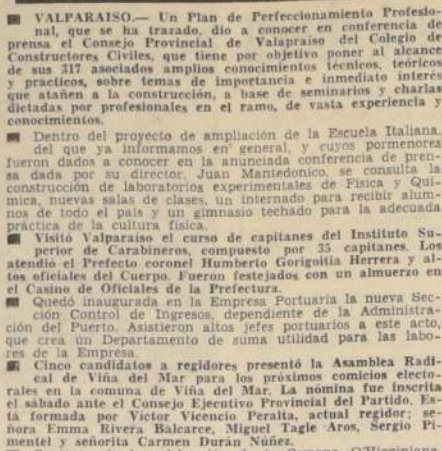 VALPARAISO.— Un Plan de Perfeccionamiento Profesio-
nal, que se ha trazado, dio a conocer en conferencia de
prensa el Consejo Provincial de Valapraiso del Colegio de
Constructores Civiles, que tiene por objetivo poner al alcance
de sus 317 asociados amplios conocimientos técnicos, teóricos
y practicos, sobre temas de importancia e inmediato interés
que atañen a la construcción, a base de seminarios y charlas
dictadas por profesionales en el ramo, de vasta experiencia y
conocimientos.
Dentro del proyecto de ampliación de la Escuela Italiana,
del que ya informamos en general, y cuyos pormenores
fueron dados a conocer en la anunciada conferencia de pren-
sa dada por su director, Juan Mantedonico, se consulta la
construcción de laboratorios experimentales de Física y Quí-
mica, nuevas salas de clases, un internado para recibir alum-
nos de todo el país y un gimnasio techado para la adecuada
práctica de la cultura física.
Visitó Valparaíso el curso de capitanes del Instituto Su-
perior de Carabineros, compuesto por 35 capitanes. Los
atendió el Prefecto coronel Humberto Gorigoitía Herrera y al-
tos oficiales del Cuerpo. Fueron festejados con un almuerzo en
el Casino de Oficiales de la Prefectura.
Quedó inaugurada en la Empresa Portuaria la nueva Sec-
ción Control de Ingresos, dependiente de la Administra-
ción del Puerto. Asistieron altos jefes portuarios a este acto,
que crea un Departamento de suma utilidad para las labo-
res de la Empresa.
Cinco candidatos a regidores presentó la Asamblea Radi-
cal de Viña del Mar para los próximos comicios electo-
rales en la comuna de Viña del Mar. La nómina fue inscrita
el sábado ante el Consejo Ejecutivo Provincial del Partido. Es-
tá formada por Víctor Vicencio Peralta, actual regidor; se-
ñora Emma Rivera Balcarce, Miguel Tagle Aros, Sergio Pi-
mentel y señorita Carmen Durán Núñez.